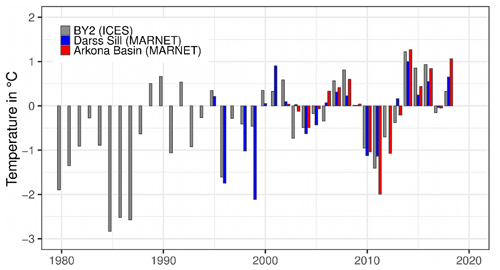 BY2 (ICES)
Darss Sill (MARNET)
Arkona Basin (MARNET)
Temperature in °C
2
1
0
−1
−2
−3
1980
1990
2000
2010
2020